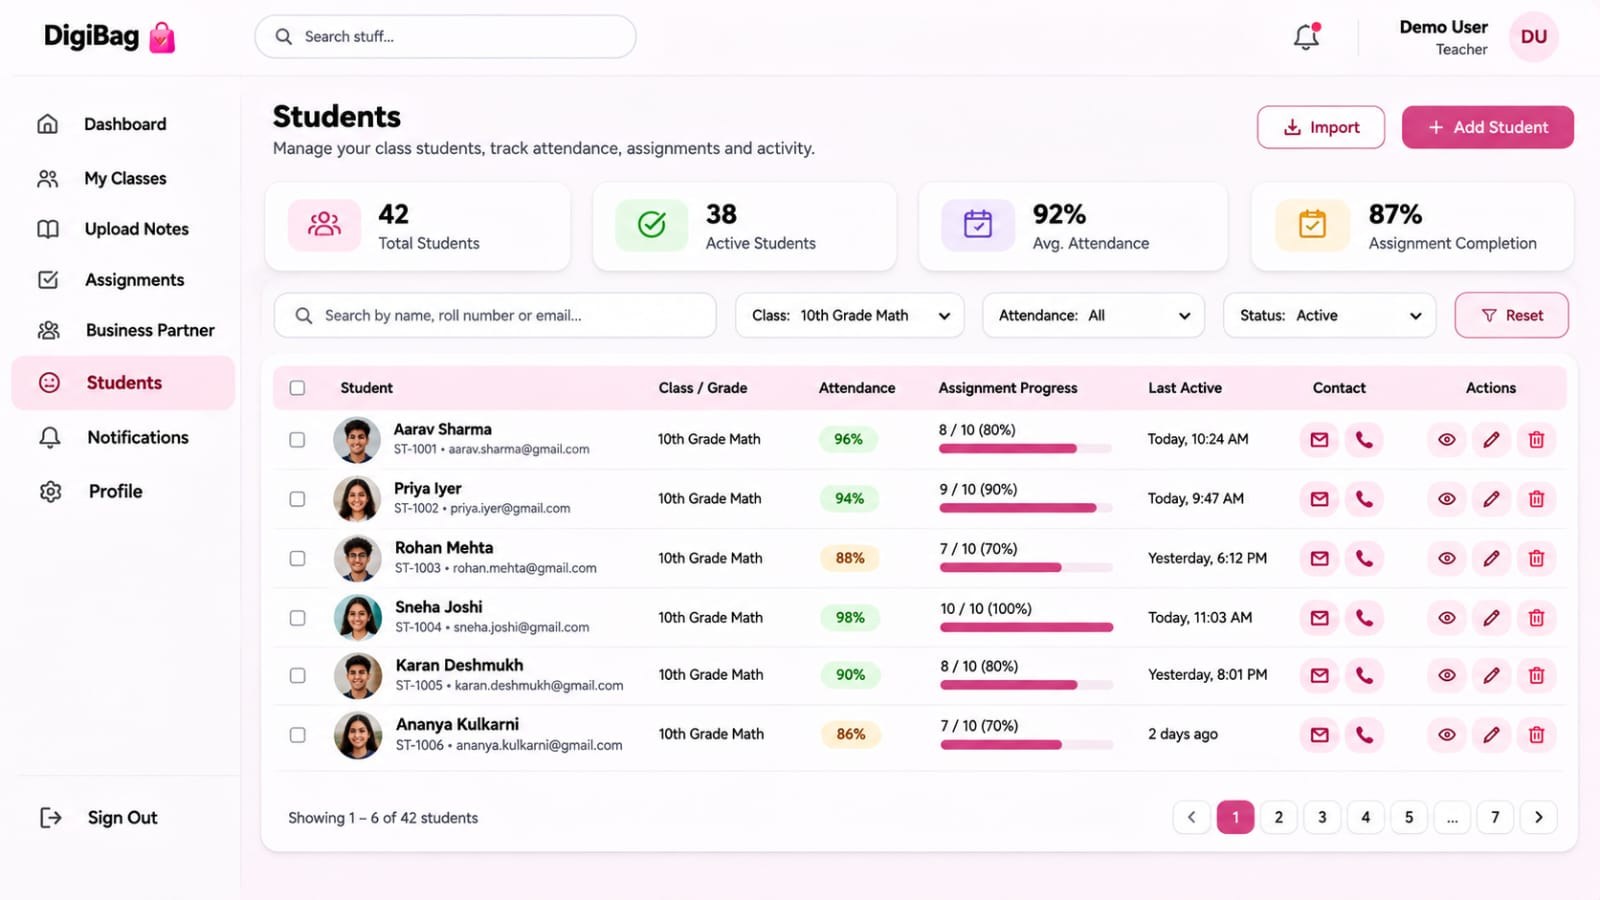 DigiBag
Search stuff...
Demo User
Teacher
DU
Dashboard
My Classes
Upload Notes
Assignments
Business Partner
Students
Notifications
Profile
Sign Out
Students
Manage your class students, track attendance, assignments and activity.
Import
+ Add Student
42
Total Students
38
Active Students
92%
Avg. Attendance
87%
Assignment Completion
Search by name, roll number or email...
Class: 10th Grade Math
Attendance: All
Status: Active
Reset
Student Class / Grade Attendance Assignment Progress Last Active Contact Actions
Aarav Sharma
ST-1001 • aarav.sharma@gmail.com
10th Grade Math
96%
8 / 10 (80%)
Today, 10:24 AM
Priya Iyer
ST-1002 • priya.iyer@gmail.com
10th Grade Math
94%
9 / 10 (90%)
Today, 9:47 AM
Rohan Mehta
ST-1003 • rohan.mehta@gmail.com
10th Grade Math
88%
7 / 10 (70%)
Yesterday, 6:12 PM
Sneha Joshi
ST-1004 • sneha.joshi@gmail.com
10th Grade Math
98%
10 / 10 (100%)
Today, 11:03 AM
Karan Deshmukh
ST-1005 • karan.deshmukh@gmail.com
10th Grade Math
90%
8 / 10 (80%)
Yesterday, 8:01 PM
Ananya Kulkarni
ST-1006 • ananya.kulkarni@gmail.com
10th Grade Math
86%
7 / 10 (70%)
2 days ago
Showing 1 – 6 of 42 students
< 1 2 3 4 5 ... 7 >